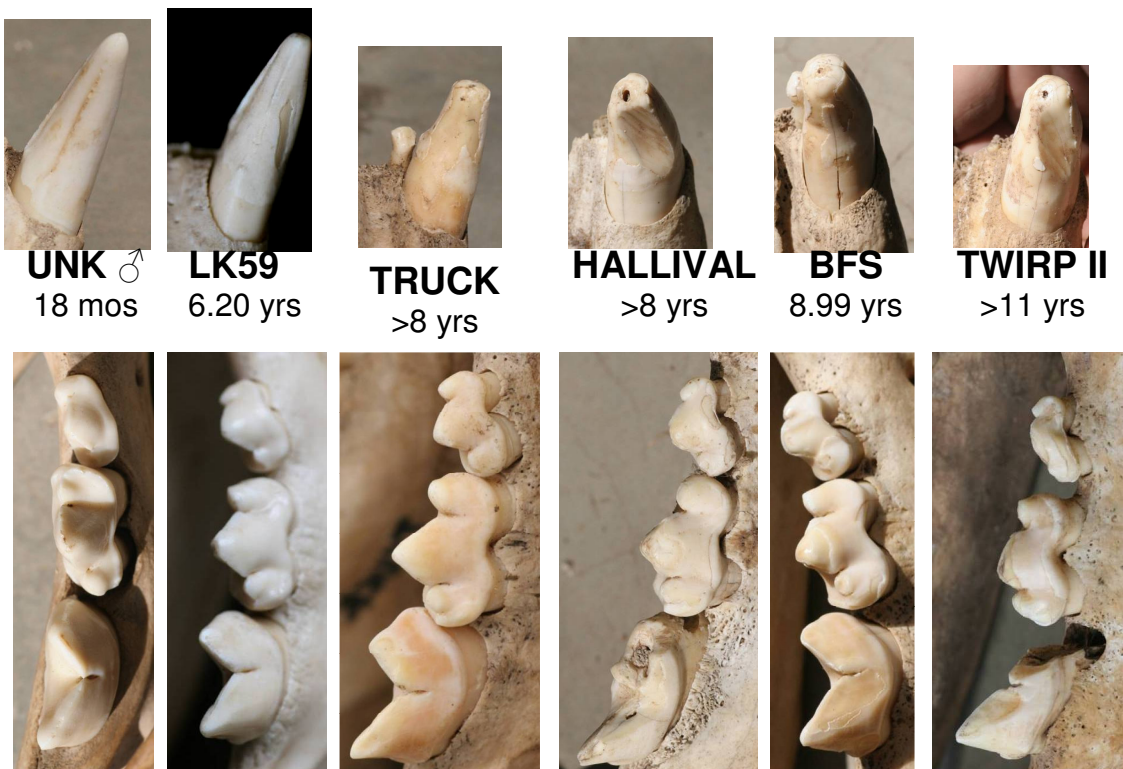 UNK ♂
18 mos
LK59
6.20 yrs
TRUCK
>8 yrs
HALLIVAL
>8 yrs
BFS
8.99 yrs
TWIRP II
>11 yrs